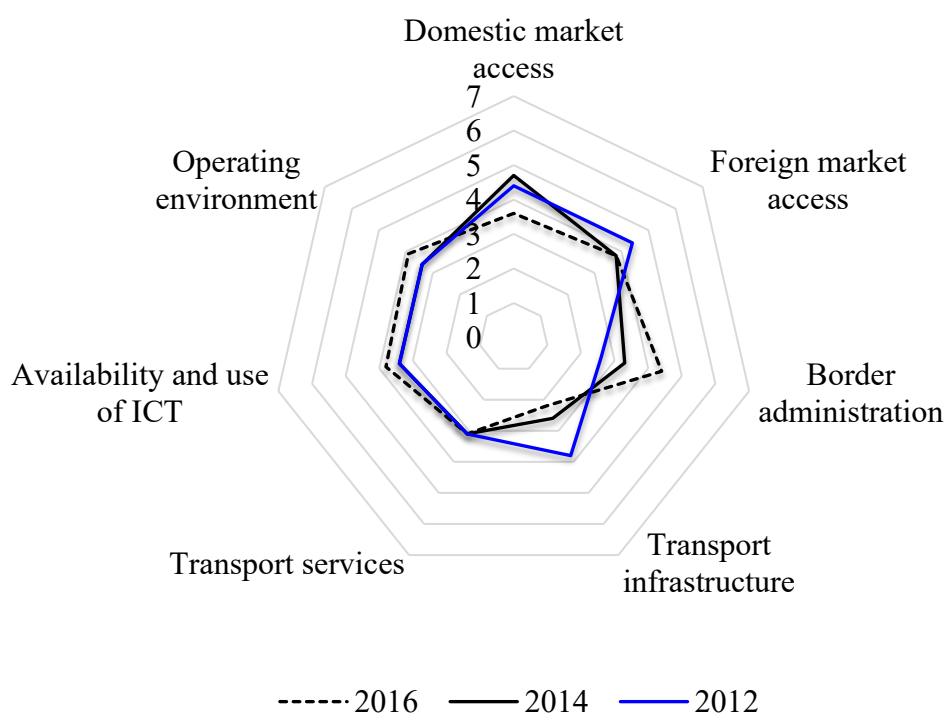 Domestic market
access
7
6
5
4
3
2
1
0
Foreign market
access
Border
administration
Transport
infrastructure
Transport services
Availability and use
of ICT
Operating
environment
2016
2014
2012